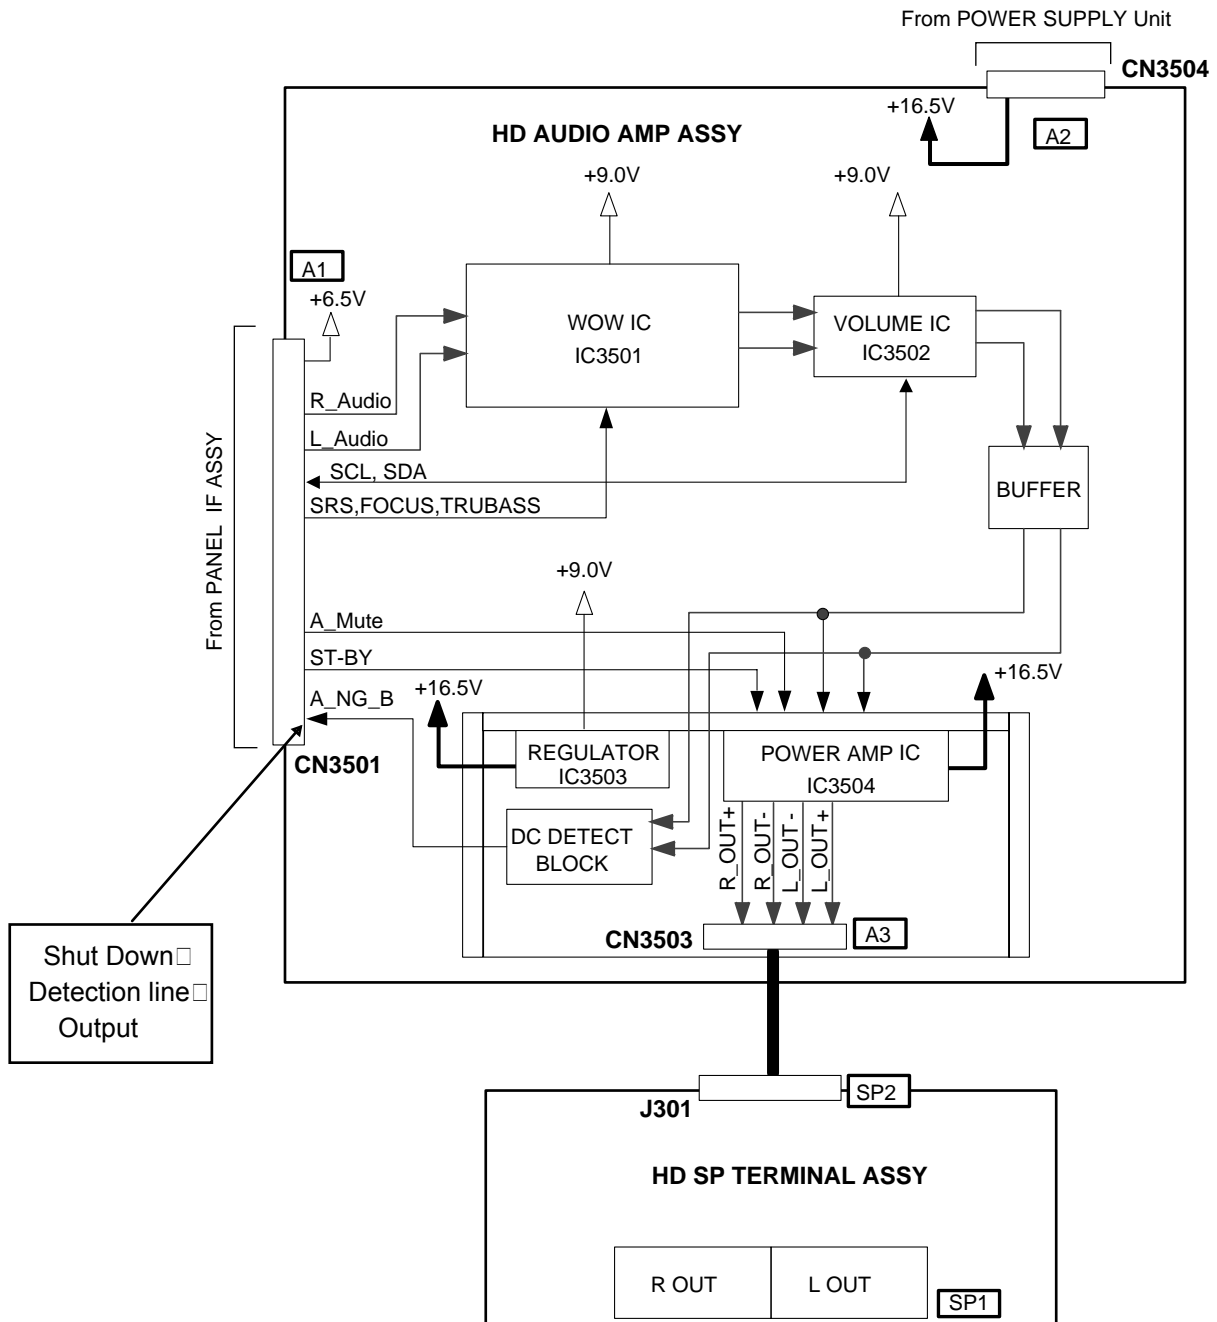 From POWER SUPPLY Unit
CN3504
+16.5V
A2
HD AUDIO AMP ASSY
+9.0V
+9.0V
A1
+6.5V
WOW IC
IC3501
VOLUME IC
IC3502
R_Audio
L_Audio
SCL, SDA
SRS,FOCUS,TRUBASS
BUFFER
From PANEL IF ASSY
+9.0V
A_Mute
ST-BY
A_NG_B
+16.5V
+16.5V
CN3501
REGULATOR
IC3503
POWER AMP IC
IC3504
DC DETECT
BLOCK
R_OUT+
R_OUT-
L_OUT -
L_OUT+
CN3503
A3
Shut Down□
Detection line□
Output
J301
SP2
HD SP TERMINAL ASSY
R OUT
L OUT
SP1